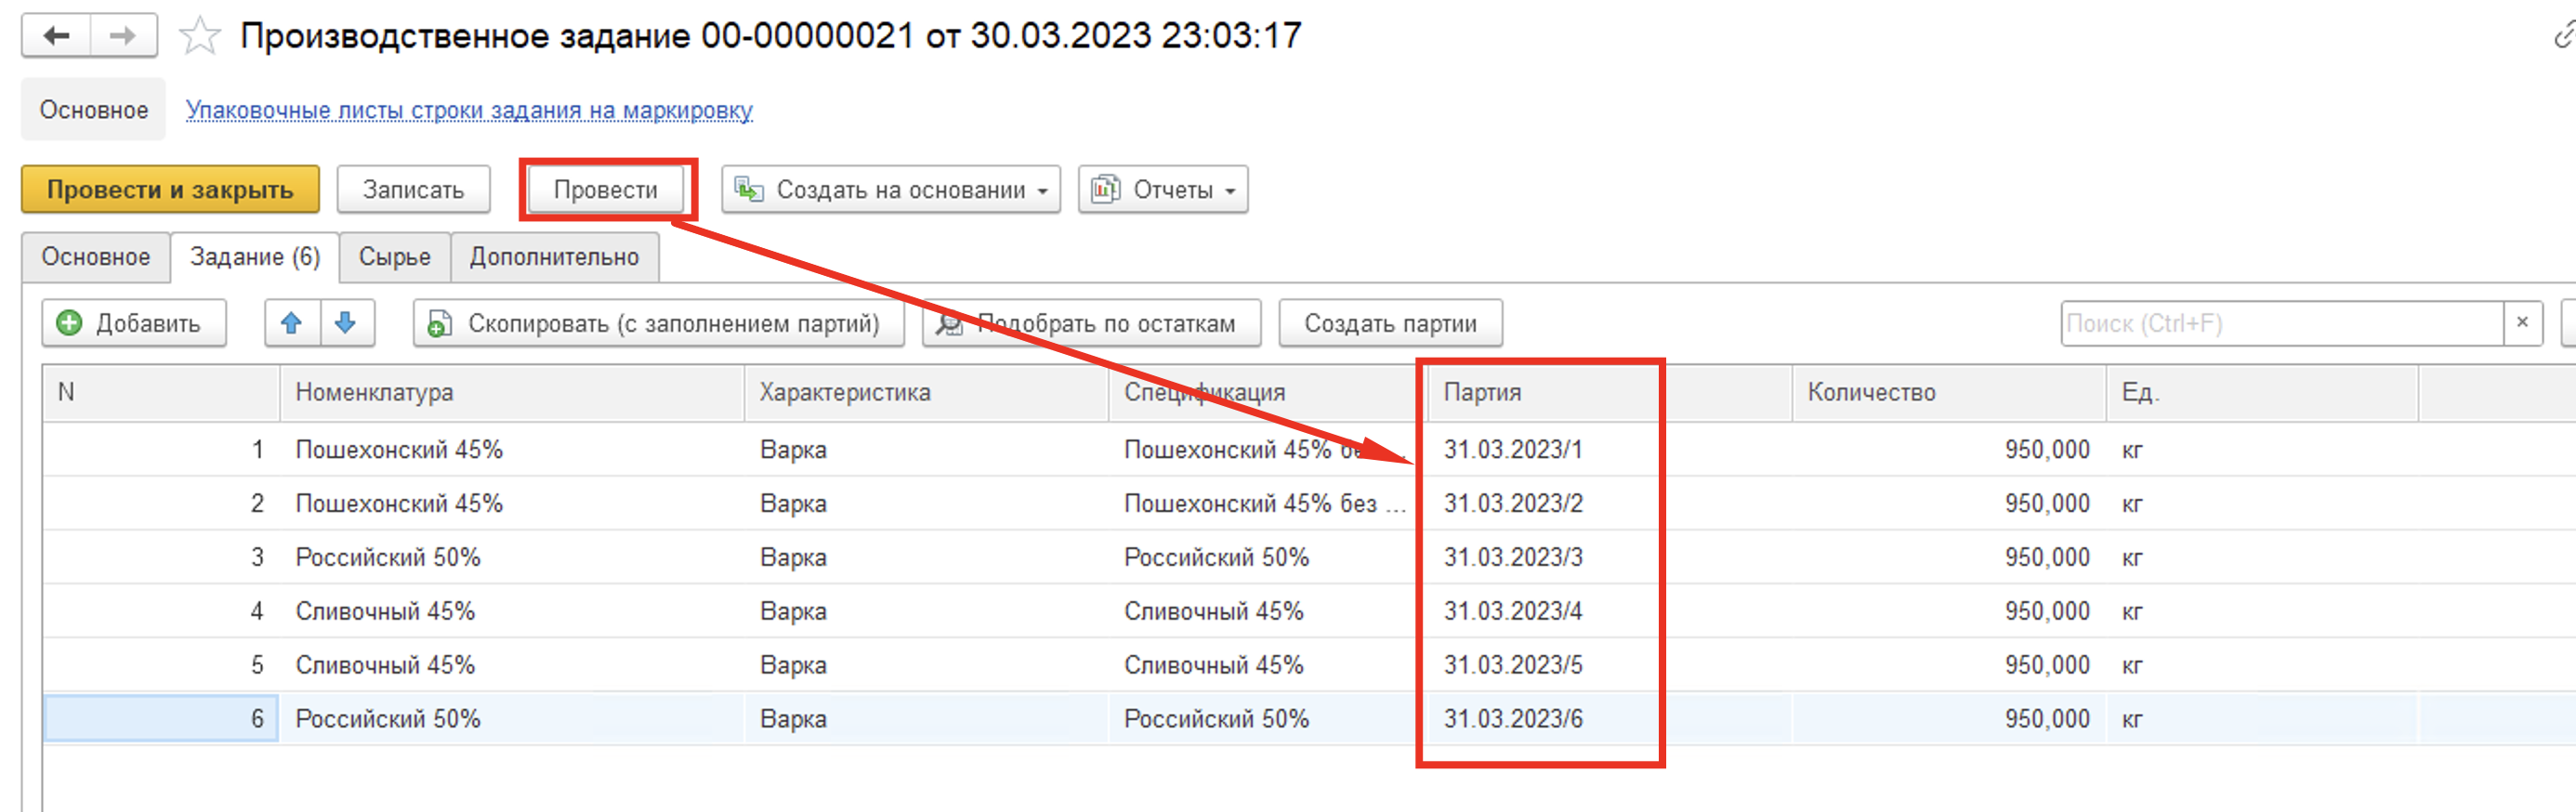 Производственное задание 00-00000021 от 30.03.2023 23:03:17
Основное Упаковочные листы строки задания на маркировку
Провести и закрыть Записать Провести Создать на основании Отчеты
Основное Задание (6) Сырье Дополнительно
Добавить Скопировать (с заполнением партий) Подобрать по остаткам Создать партии Поиск (Ctrl+F) ×
N Номенклатура Характеристика Спецификация Партия Количество Ед.
1 Пошехонский 45% Варка Пошехонский 45% без ... 31.03.2023/1 950,000 кг
2 Пошехонский 45% Варка Пошехонский 45% без ... 31.03.2023/2 950,000 кг
3 Российский 50% Варка Российский 50% 31.03.2023/3 950,000 кг
4 Сливочный 45% Варка Сливочный 45% 31.03.2023/4 950,000 кг
5 Сливочный 45% Варка Сливочный 45% 31.03.2023/5 950,000 кг
6 Российский 50% Варка Российский 50% 31.03.2023/6 950,000 кг